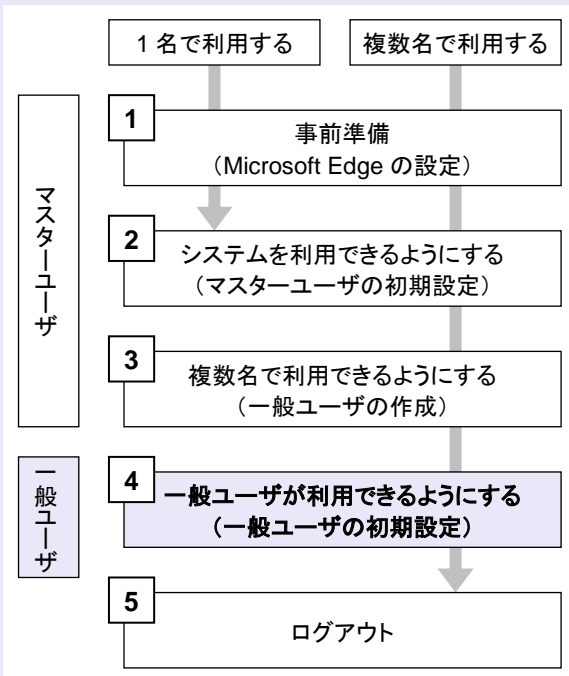 1 名で利用する
複数名で利用する
マスターユーザ
1
事前準備
（Microsoft Edge の設定）
2
システムを利用できるようにする
（マスターユーザの初期設定）
3
複数名で利用できるようにする
（一般ユーザの作成）
一般ユーザ
4
一般ユーザが利用できるようにする
（一般ユーザの初期設定）
5
ログアウト